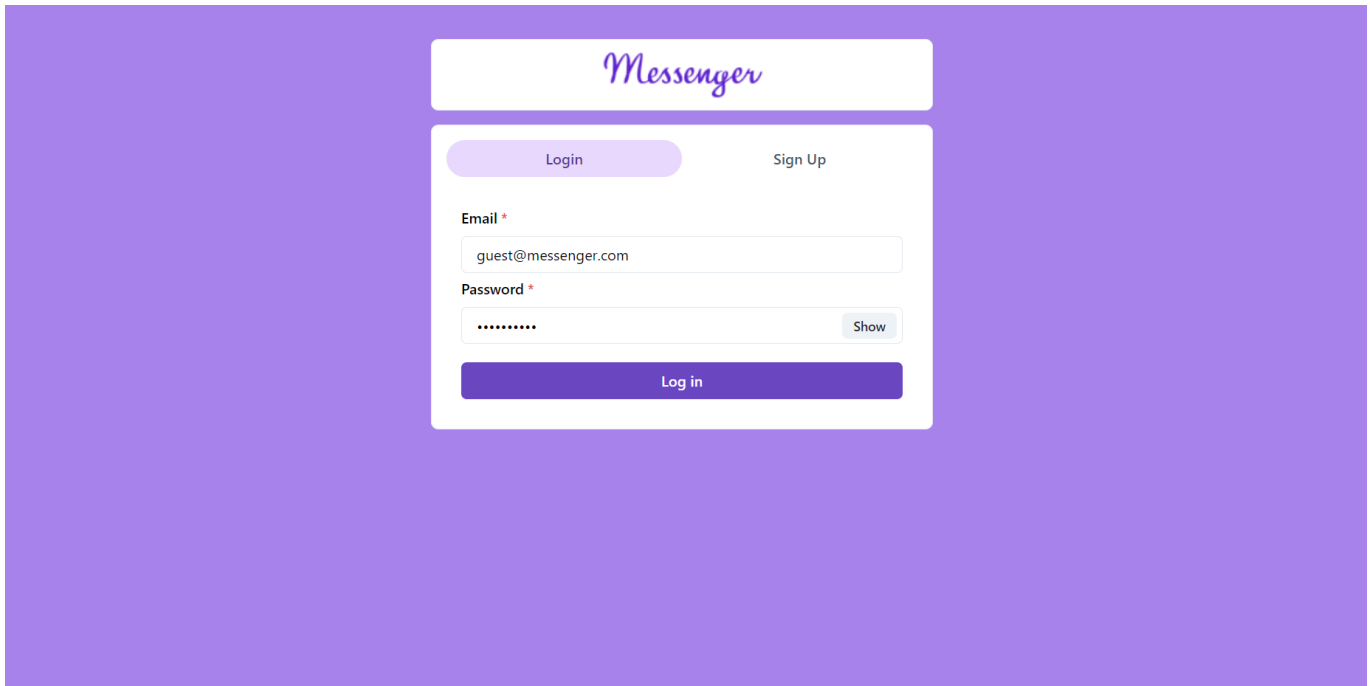 Messenger
Login Sign Up
Email *
guest@messenger.com
Password *
•••••••••• Show
Log in